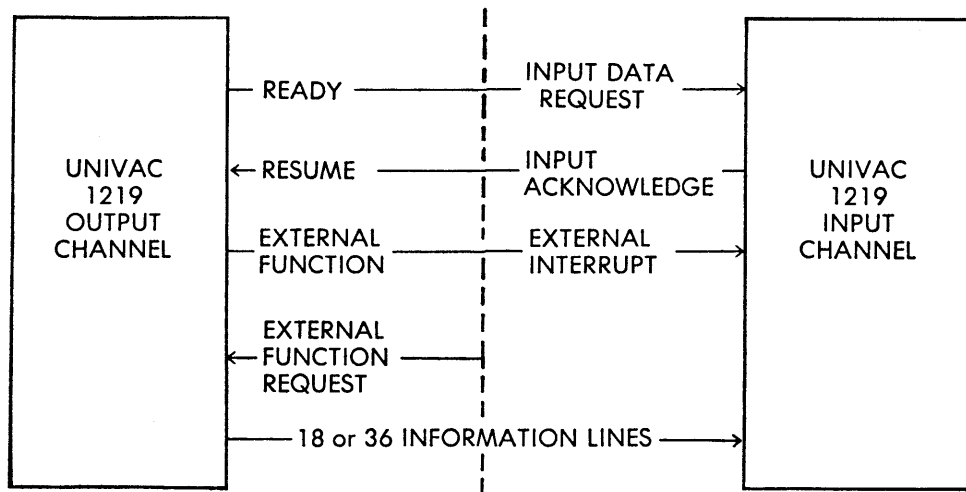 UNIVAC
1219
OUTPUT
CHANNEL
READY
INPUT DATA
REQUEST
RESUME
INPUT
ACKNOWLEDGE
EXTERNAL
FUNCTION
EXTERNAL
INTERRUPT
EXTERNAL
FUNCTION
REQUEST
18 or 36 INFORMATION LINES
UNIVAC
1219
INPUT
CHANNEL